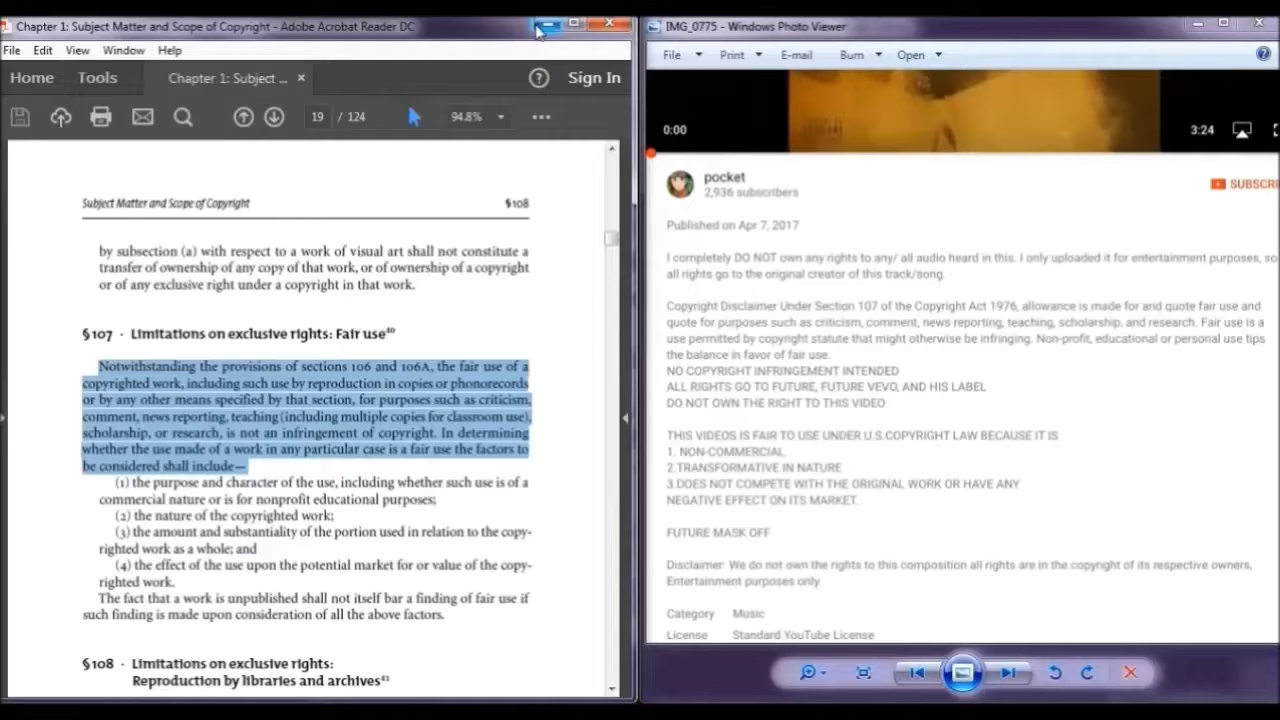 Chapter 1: Subject Matter and Scope of Copyright - Adobe Acrobat Reader DC
File Edit View Window Help
Home Tools Chapter 1: Subject ... × ? Sign In
19 / 124 94.8%
Subject Matter and Scope of Copyright §108
by subsection (a) with respect to a work of visual art shall not constitute a
transfer of ownership of any copy of that work, or of ownership of a copyright
or of any exclusive right under a copyright in that work.
§107 · Limitations on exclusive rights: Fair use⁴⁰
Notwithstanding the provisions of sections 106 and 106A, the fair use of a
copyrighted work, including such use by reproduction in copies or phonorecords
or by any other means specified by that section, for purposes such as criticism,
comment, news reporting, teaching (including multiple copies for classroom use),
scholarship, or research, is not an infringement of copyright. In determining
whether the use made of a work in any particular case is a fair use the factors to
be considered shall include—
(1) the purpose and character of the use, including whether such use is of a
commercial nature or is for nonprofit educational purposes;
(2) the nature of the copyrighted work;
(3) the amount and substantiality of the portion used in relation to the copy-
righted work as a whole; and
(4) the effect of the use upon the potential market for or value of the copy-
righted work.
The fact that a work is unpublished shall not itself bar a finding of fair use if
such finding is made upon consideration of all the above factors.
§108 · Limitations on exclusive rights:
Reproduction by libraries and archives⁴¹
IMG_0775 - Windows Photo Viewer
File Print E-mail Burn Open
0:00 3:24
pocket
2,936 subscribers
SUBSCRI
Published on Apr 7, 2017
I completely DO NOT own any rights to any/ all audio heard in this. I only uploaded it for entertainment purposes, so
all rights go to the original creator of this track/song.
Copyright Disclaimer Under Section 107 of the Copyright Act 1976, allowance is made for and quote fair use and
quote for purposes such as criticism, comment, news reporting, teaching, scholarship, and research. Fair use is a
use permitted by copyright statute that might otherwise be infringing. Non-profit, educational or personal use tips
the balance in favor of fair use.
NO COPYRIGHT INFRINGEMENT INTENDED
ALL RIGHTS GO TO FUTURE, FUTURE VEVO, AND HIS LABEL
DO NOT OWN THE RIGHT TO THIS VIDEO
THIS VIDEOS IS FAIR TO USE UNDER U.S.COPYRIGHT LAW BECAUSE IT IS
1. NON-COMMERCIAL.
2.TRANSFORMATIVE IN NATURE
3.DOES NOT COMPETE WITH THE ORIGINAL WORK OR HAVE ANY
NEGATIVE EFFECT ON ITS MARKET.
FUTURE MASK OFF
Disclaimer: We do not own the rights to this composition all rights are in the copyright of its respective owners,
Entertainment purposes only.
Category Music
License Standard YouTube License